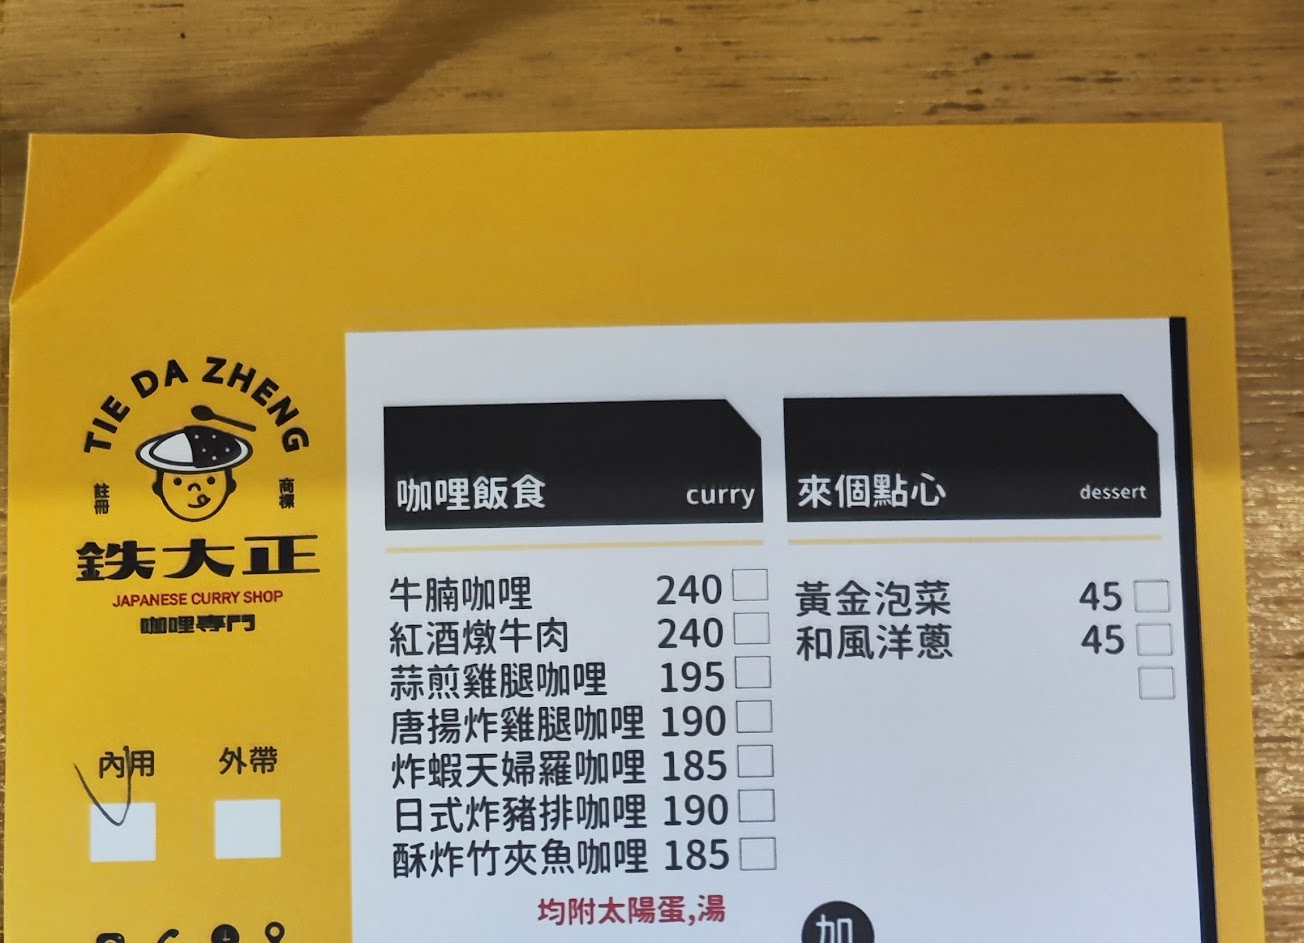 TIE DA ZHENG
註冊 商標
鉄大正
JAPANESE CURRY SHOP
咖哩專門
內用 外帶
咖哩飯食 curry
牛腩咖哩 240
紅酒燉牛肉 240
蒜煎雞腿咖哩 195
唐揚炸雞腿咖哩 190
炸蝦天婦羅咖哩 185
日式炸豬排咖哩 190
酥炸竹夾魚咖哩 185
均附太陽蛋,湯
來個點心 dessert
黃金泡菜 45
和風洋蔥 45
加